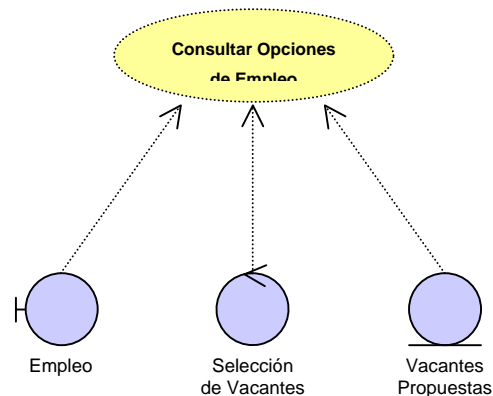 Consultar Opciones
de Empleo
Empleo
Selección
de Vacantes
Vacantes
Propuestas